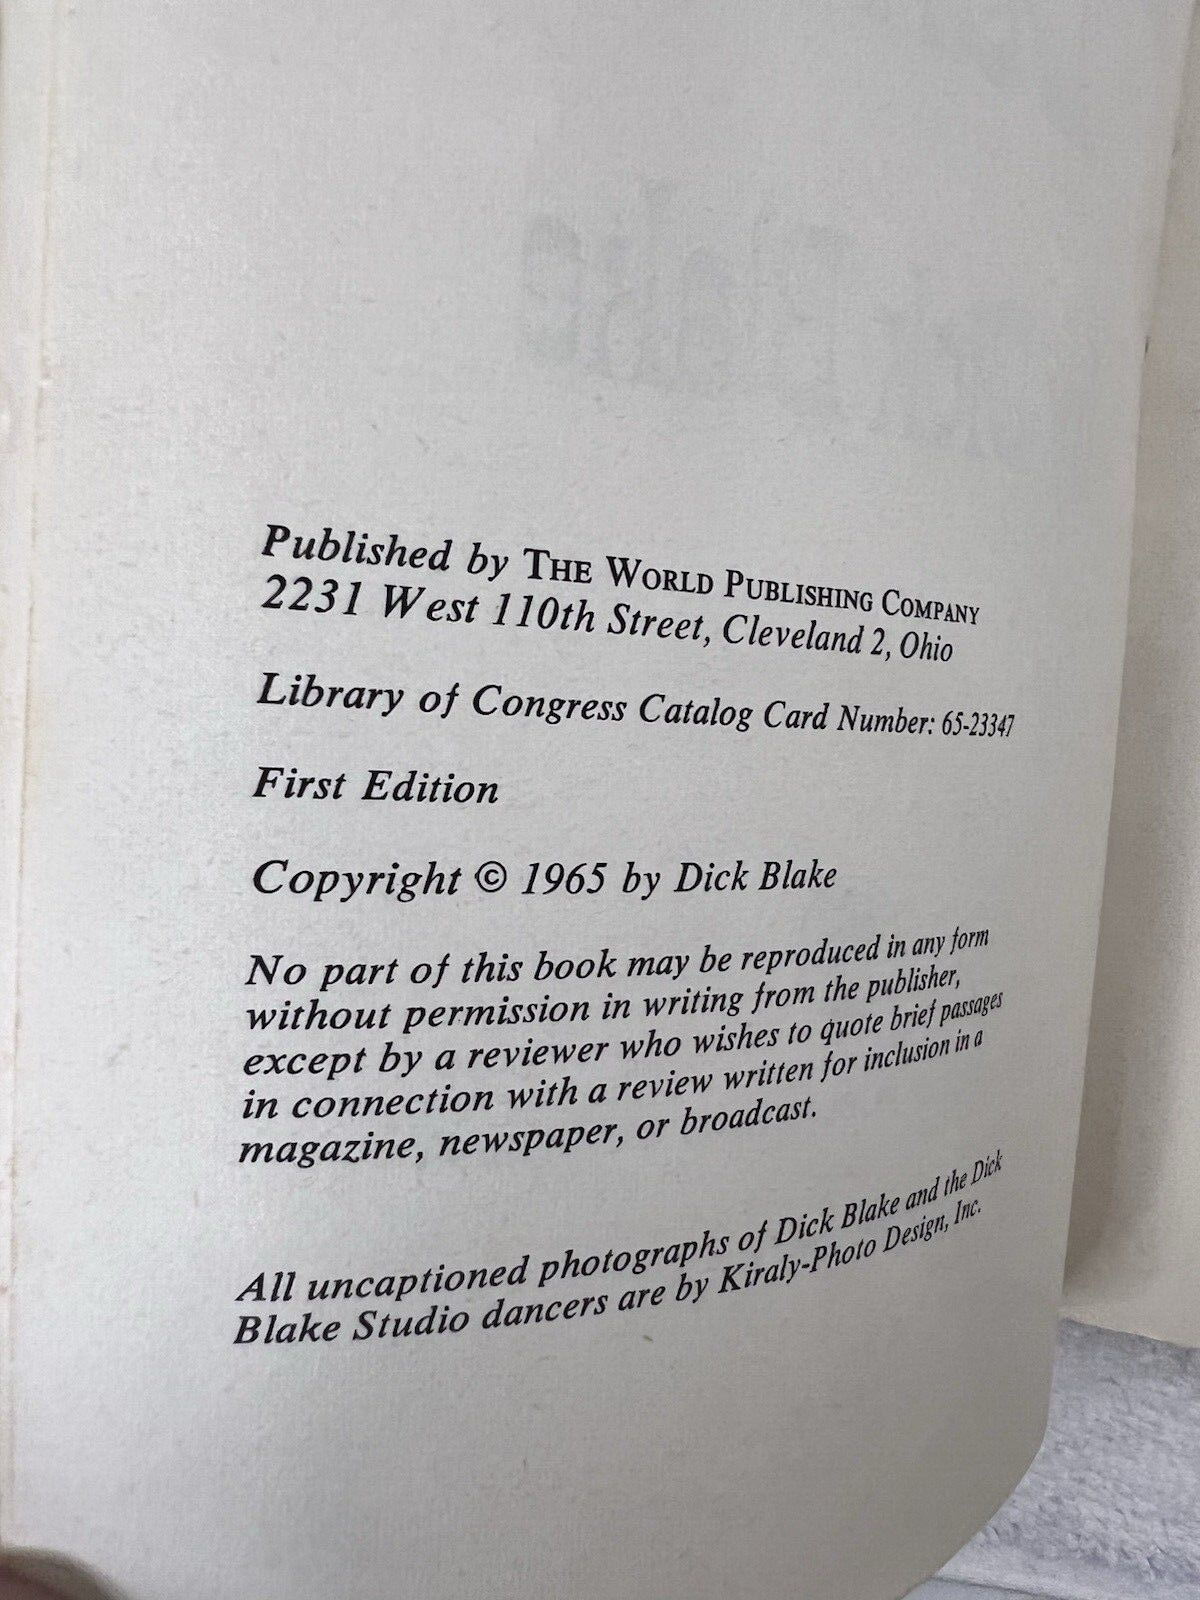 Published by THE WORLD PUBLISHING COMPANY
2231 West 110th Street, Cleveland 2, Ohio
Library of Congress Catalog Card Number: 65-23347
First Edition
Copyright © 1965 by Dick Blake
No part of this book may be reproduced in any form
without permission in writing from the publisher,
except by a reviewer who wishes to quote brief passages
in connection with a review written for inclusion in a
magazine, newspaper, or broadcast.
All uncaptioned photographs of Dick Blake and the Dick
Blake Studio dancers are by Kiraly-Photo Design, Inc.